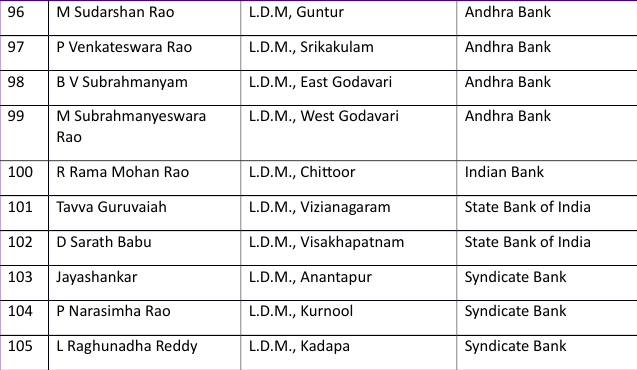 96 M Sudarshan Rao L.D.M, Guntur Andhra Bank
97 P Venkateswara Rao L.D.M., Srikakulam Andhra Bank
98 B V Subrahmanyam L.D.M., East Godavari Andhra Bank
99 M Subrahmanyeswara L.D.M., West Godavari Andhra Bank
Rao
100 R Rama Mohan Rao L.D.M., Chittoor Indian Bank
101 Tavva Guruvaiah L.D.M., Vizianagaram State Bank of India
102 D Sarath Babu L.D.M., Visakhapatnam State Bank of India
103 Jayashankar L.D.M., Anantapur Syndicate Bank
104 P Narasimha Rao L.D.M., Kurnool Syndicate Bank
105 L Raghunadha Reddy L.D.M., Kadapa Syndicate Bank